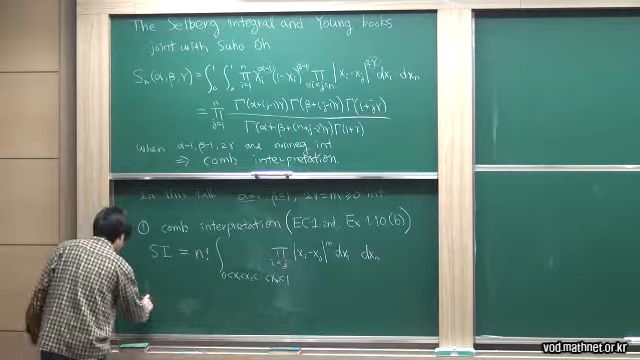 The Selberg integral and Young books
joint with Suho Oh
S_n(α,β,γ) = ∫_0^1 ∫_0^1 ∏_{i=1}^n x_i^{α-1} (1-x_i)^{β-1} ∏_{1≤i<j≤n} |x_i-x_j|^{2γ} dx_1 ⋯ dx_n
= ∏_{j=1}^n Γ(α+(j-1)γ)Γ(β+(j-1)γ)Γ(1+jγ) / Γ(α+β+(n+j-2)γ)Γ(1+γ)
when α-1, β-1, 2γ are nonneg int
⇒ comb interpretation.
In this talk α=1, β=1, 2γ=m≥0 int
① comb interpretation (EC1 2nd, Ex 1.10(b))
SI = n! ∫_{0<x_1<x_2< <x_n<1} ∏_{i<j} |x_i-x_j|^m dx_1 dx_n
vod.mathnet.or.kr